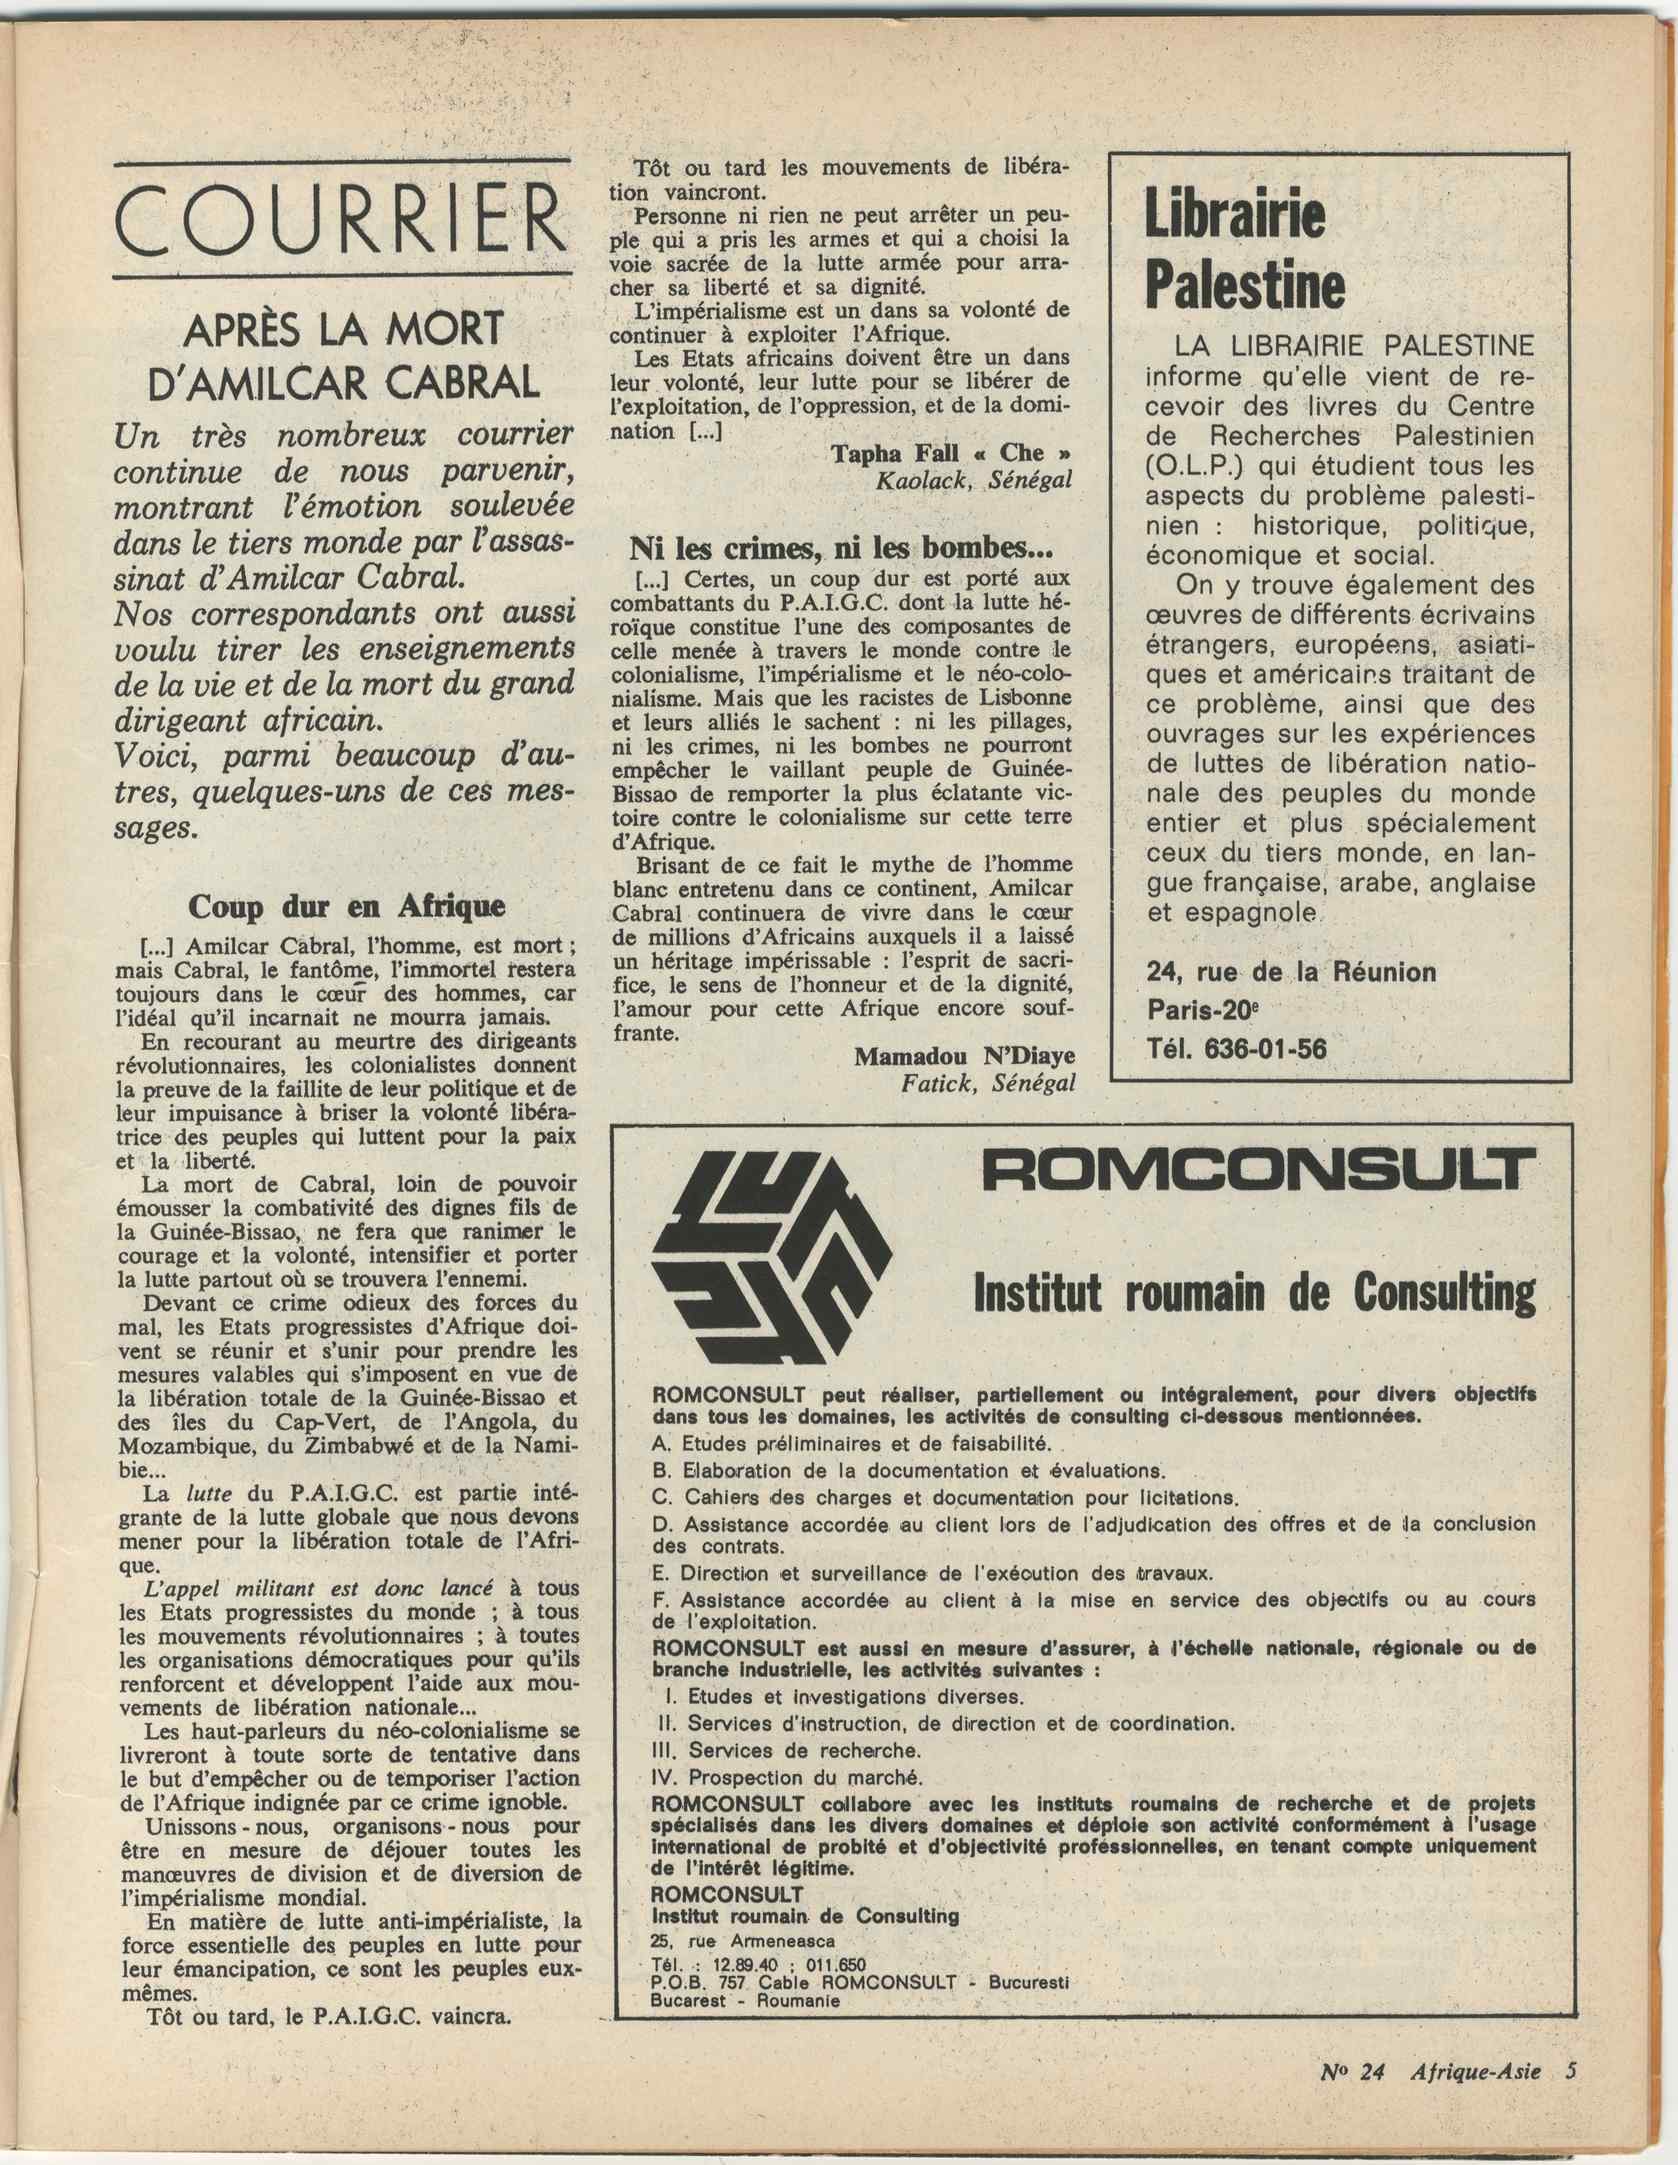 COURRIER
APRÈS LA MORT
D'AMILCAR CABRAL
Un très nombreux courrier
continue de nous parvenir,
montrant l'émotion soulevée
dans le tiers monde par l'assas-
sinat d'Amilcar Cabral.
Nos correspondants ont aussi
voulu tirer les enseignements
de la vie et de la mort du grand
dirigeant africain.
Voici, parmi beaucoup d'au-
tres, quelques-uns de ces mes-
sages.
Coup dur en Afrique
[...] Amilcar Cabral, l'homme, est mort ;
mais Cabral, le fantôme, l'immortel restera
toujours dans le cœur des hommes, car
l'idéal qu'il incarnait ne mourra jamais.
En recourant au meurtre des dirigeants
révolutionnaires, les colonialistes donnent
la preuve de la faillite de leur politique et de
leur impuisance à briser la volonté libéra-
trice des peuples qui luttent pour la paix
et la liberté.
La mort de Cabral, loin de pouvoir
émousser la combativité des dignes fils de
la Guinée-Bissao, ne fera que ranimer le
courage et la volonté, intensifier et porter
la lutte partout où se trouvera l'ennemi.
Devant ce crime odieux des forces du
mal, les Etats progressistes d'Afrique doi-
vent se réunir et s'unir pour prendre les
mesures valables qui s'imposent en vue de
la libération totale de la Guinée-Bissao et
des îles du Cap-Vert, de l'Angola, du
Mozambique, du Zimbabwé et de la Nami-
bie...
La lutte du P.A.I.G.C. est partie inté-
grante de la lutte globale que nous devons
mener pour la libération totale de l'Afri-
que.
L'appel militant est donc lancé à tous
les Etats progressistes du monde ; à tous
les mouvements révolutionnaires ; à toutes
les organisations démocratiques pour qu'ils
renforcent et développent l'aide aux mou-
vements de libération nationale...
Les haut-parleurs du néo-colonialisme se
livreront à toute sorte de tentative dans
le but d'empêcher ou de temporiser l'action
de l'Afrique indignée par ce crime ignoble.
Unissons-nous, organisons-nous pour
être en mesure de déjouer toutes les
manœuvres de division et de diversion de
l'impérialisme mondial.
En matière de lutte anti-impérialiste, la
force essentielle des peuples en lutte pour
leur émancipation, ce sont les peuples eux-
mêmes.
Tôt ou tard, le P.A.I.G.C. vaincra.
Tôt ou tard les mouvements de libéra-
tion vaincront.
Personne ni rien ne peut arrêter un peu-
ple qui a pris les armes et qui a choisi la
voie sacrée de la lutte armée pour arra-
cher sa liberté et sa dignité.
L'impérialisme est un dans sa volonté de
continuer à exploiter l'Afrique.
Les Etats africains doivent être un dans
leur volonté, leur lutte pour se libérer de
l'exploitation, de l'oppression, et de la domi-
nation [...]
Tapha Fall « Che »
Kaolack, Sénégal
Ni les crimes, ni les bombes...
[...] Certes, un coup dur est porté aux
combattants du P.A.I.G.C. dont la lutte hé-
roïque constitue l'une des composantes de
celle menée à travers le monde contre le
colonialisme, l'impérialisme et le néo-colo-
nialisme. Mais que les racistes de Lisbonne
et leurs alliés le sachent : ni les pillages,
ni les crimes, ni les bombes ne pourront
empêcher le vaillant peuple de Guinée-
Bissao de remporter la plus éclatante vic-
toire contre le colonialisme sur cette terre
d'Afrique.
Brisant de ce fait le mythe de l'homme
blanc entretenu dans ce continent, Amilcar
Cabral continuera de vivre dans le cœur
de millions d'Africains auxquels il a laissé
un héritage impérissable : l'esprit de sacri-
fice, le sens de l'honneur et de la dignité,
l'amour pour cette Afrique encore souf-
frante.
Mamadou N'Diaye
Fatick, Sénégal
Librairie
Palestine
LA LIBRAIRIE PALESTINE
informe qu'elle vient de re-
cevoir des livres du Centre
de Recherches Palestinien
(O.L.P.) qui étudient tous les
aspects du problème palesti-
nien : historique, politique,
économique et social.
On y trouve également des
œuvres de différents écrivains
étrangers, européens, asiati-
ques et américains traitant de
ce problème, ainsi que des
ouvrages sur les expériences
de luttes de libération natio-
nale des peuples du monde
entier et plus spécialement
ceux du tiers monde, en lan-
gue française, arabe, anglaise
et espagnole.
24, rue de la Réunion
Paris-20e
Tél. 636-01-56
ROMCONSULT
Institut roumain de Consulting
ROMCONSULT peut réaliser, partiellement ou intégralement, pour divers objectifs
dans tous les domaines, les activités de consulting ci-dessous mentionnées.
A. Etudes préliminaires et de faisabilité.
B. Elaboration de la documentation et évaluations.
C. Cahiers des charges et documentation pour licitations.
D. Assistance accordée au client lors de l'adjudication des offres et de la conclusion
des contrats.
E. Direction et surveillance de l'exécution des travaux.
F. Assistance accordée au client à la mise en service des objectifs ou au cours
de l'exploitation.
ROMCONSULT est aussi en mesure d'assurer, à l'échelle nationale, régionale ou de
branche industrielle, les activités suivantes :
I. Etudes et investigations diverses.
II. Services d'instruction, de direction et de coordination.
III. Services de recherche.
IV. Prospection du marché.
ROMCONSULT collabore avec les instituts roumains de recherche et de projets
spécialisés dans les divers domaines et déploie son activité conformément à l'usage
international de probité et d'objectivité professionnelles, en tenant compte uniquement
de l'intérêt légitime.
ROMCONSULT
Institut roumain de Consulting
25, rue Armeneasca
Tél. : 12.89.40 ; 011.650
P.O.B. 757 Cable ROMCONSULT - Bucuresti
Bucarest - Roumanie
No 24 Afrique-Asie 5